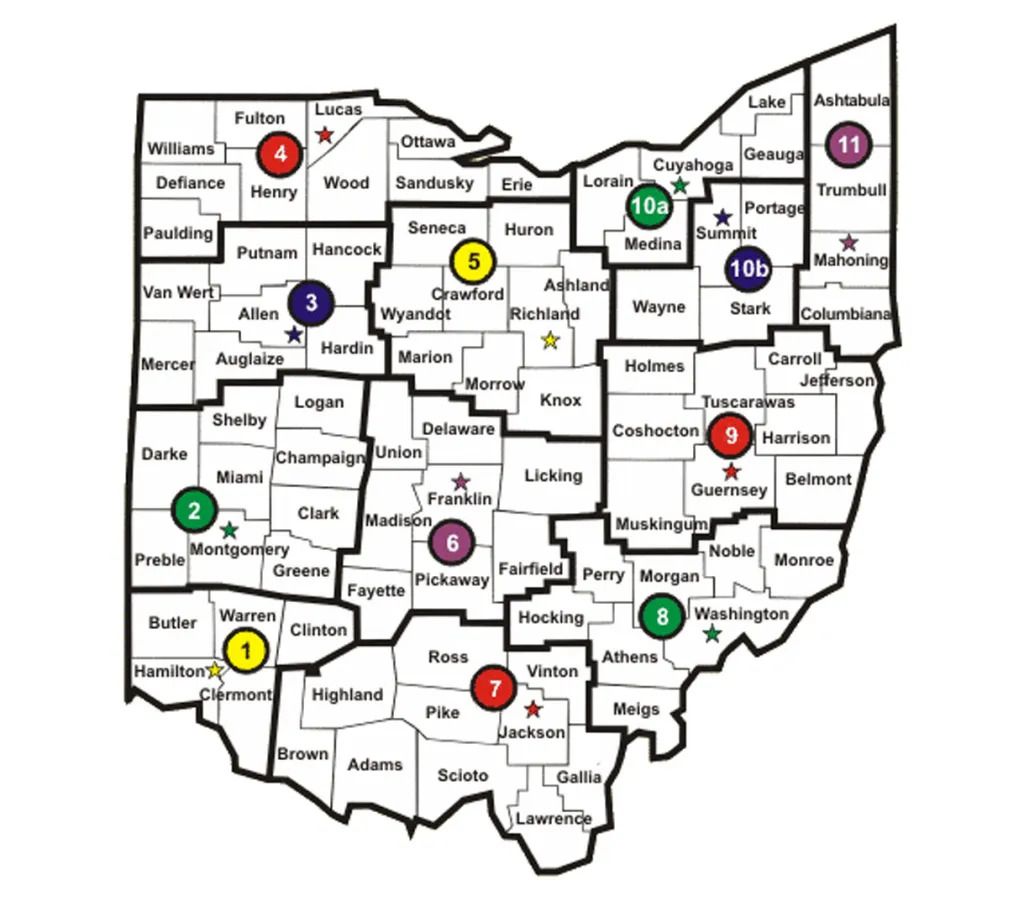 Lake
Ashtabula
Lucas
Fulton
11
Ottawa
Williams
4
Geauga
Cuyahoga
Defiance
Henry
Wood
Sandusky
Erie
Lorain
Trumbull
10a
Portage
Paulding
Seneca
Huron
Summit
Medina
Putnam
Hancock
Mahoning
5
10b
Van Wert
Crawford
Ashland
3
Allen
Wyandot
Richland
Wayne
Stark
Columbiana
Auglaize
Hardin
Marion
Mercer
Holmes
Carroll
Jefferson
Morrow
Logan
Knox
Tuscarawas
Shelby
Delaware
Coshocton
9
Harrison
Darke
Champaign
Union
Miami
Licking
Belmont
Franklin
Guernsey
2
Clark
Madison
Muskingum
6
Montgomery
Noble
Preble
Greene
Fairfield
Perry
Morgan
Monroe
Pickaway
Fayette
8
Hocking
Washington
Butler
Warren
Clinton
1
Ross
Athens
Hamilton
Vinton
Clermont
Highland
7
Pike
Meigs
Jackson
Brown
Adams
Scioto
Gallia
Lawrence